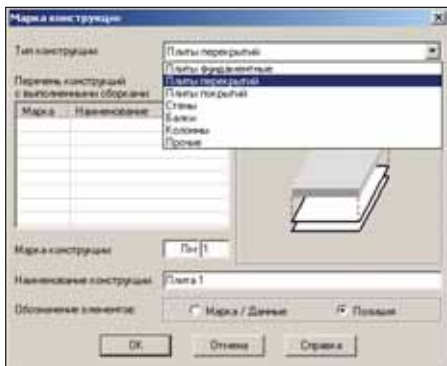 Марка конструкции
Тип конструкции
Плиты перекрытий
Плиты фундаментные
Плиты перекрытий
Плиты покрытий
Стены
Балки
Колонны
Прочие
Перечень конструкций
с выполненными сборками
Марка Наименование
Марка конструкции
Пм 1
Наименование конструкции
Плита 1
Обозначение элементов
Марка / Данные
Позиция
OK
Отмена
Справка